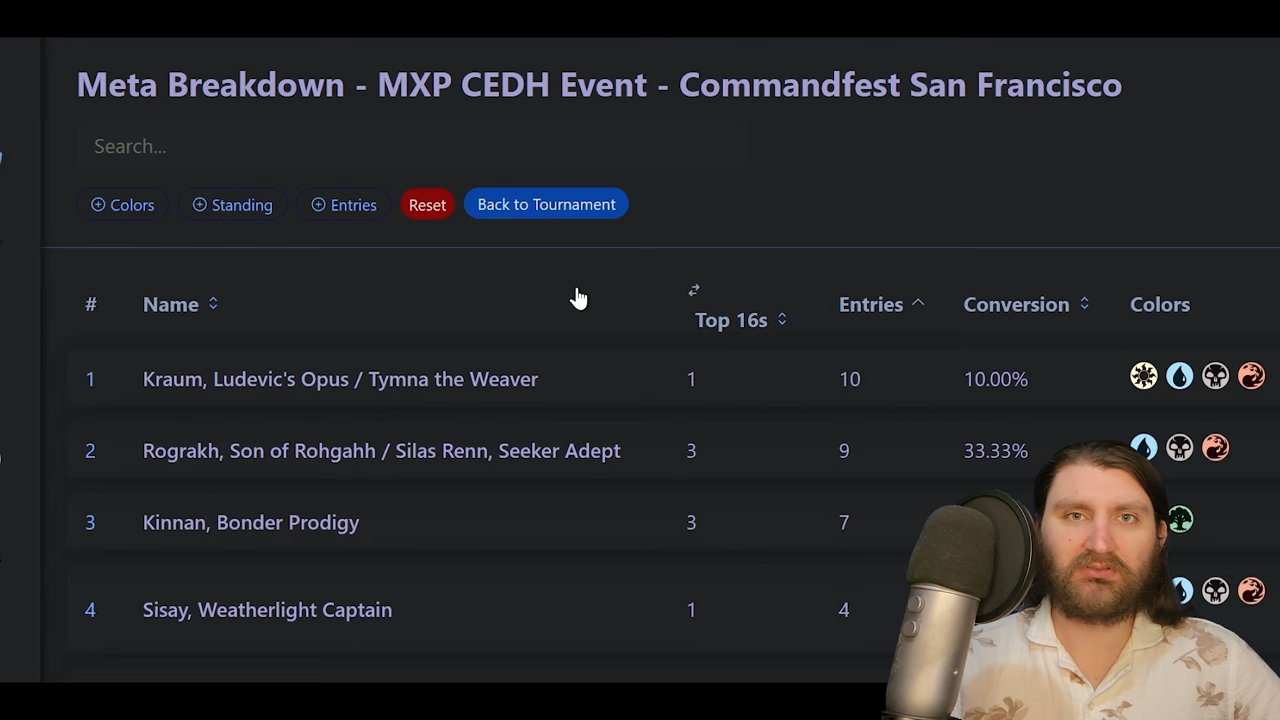 Meta Breakdown - MXP CEDH Event - Commandfest San Francisco
Search...
Colors Standing Entries Reset Back to Tournament
# Name Top 16s Entries Conversion Colors
1 Kraum, Ludevic's Opus / Tymna the Weaver 1 10 10.00%
2 Rograkh, Son of Rohgahh / Silas Renn, Seeker Adept 3 9 33.33%
3 Kinnan, Bonder Prodigy 3 7
4 Sisay, Weatherlight Captain 1 4